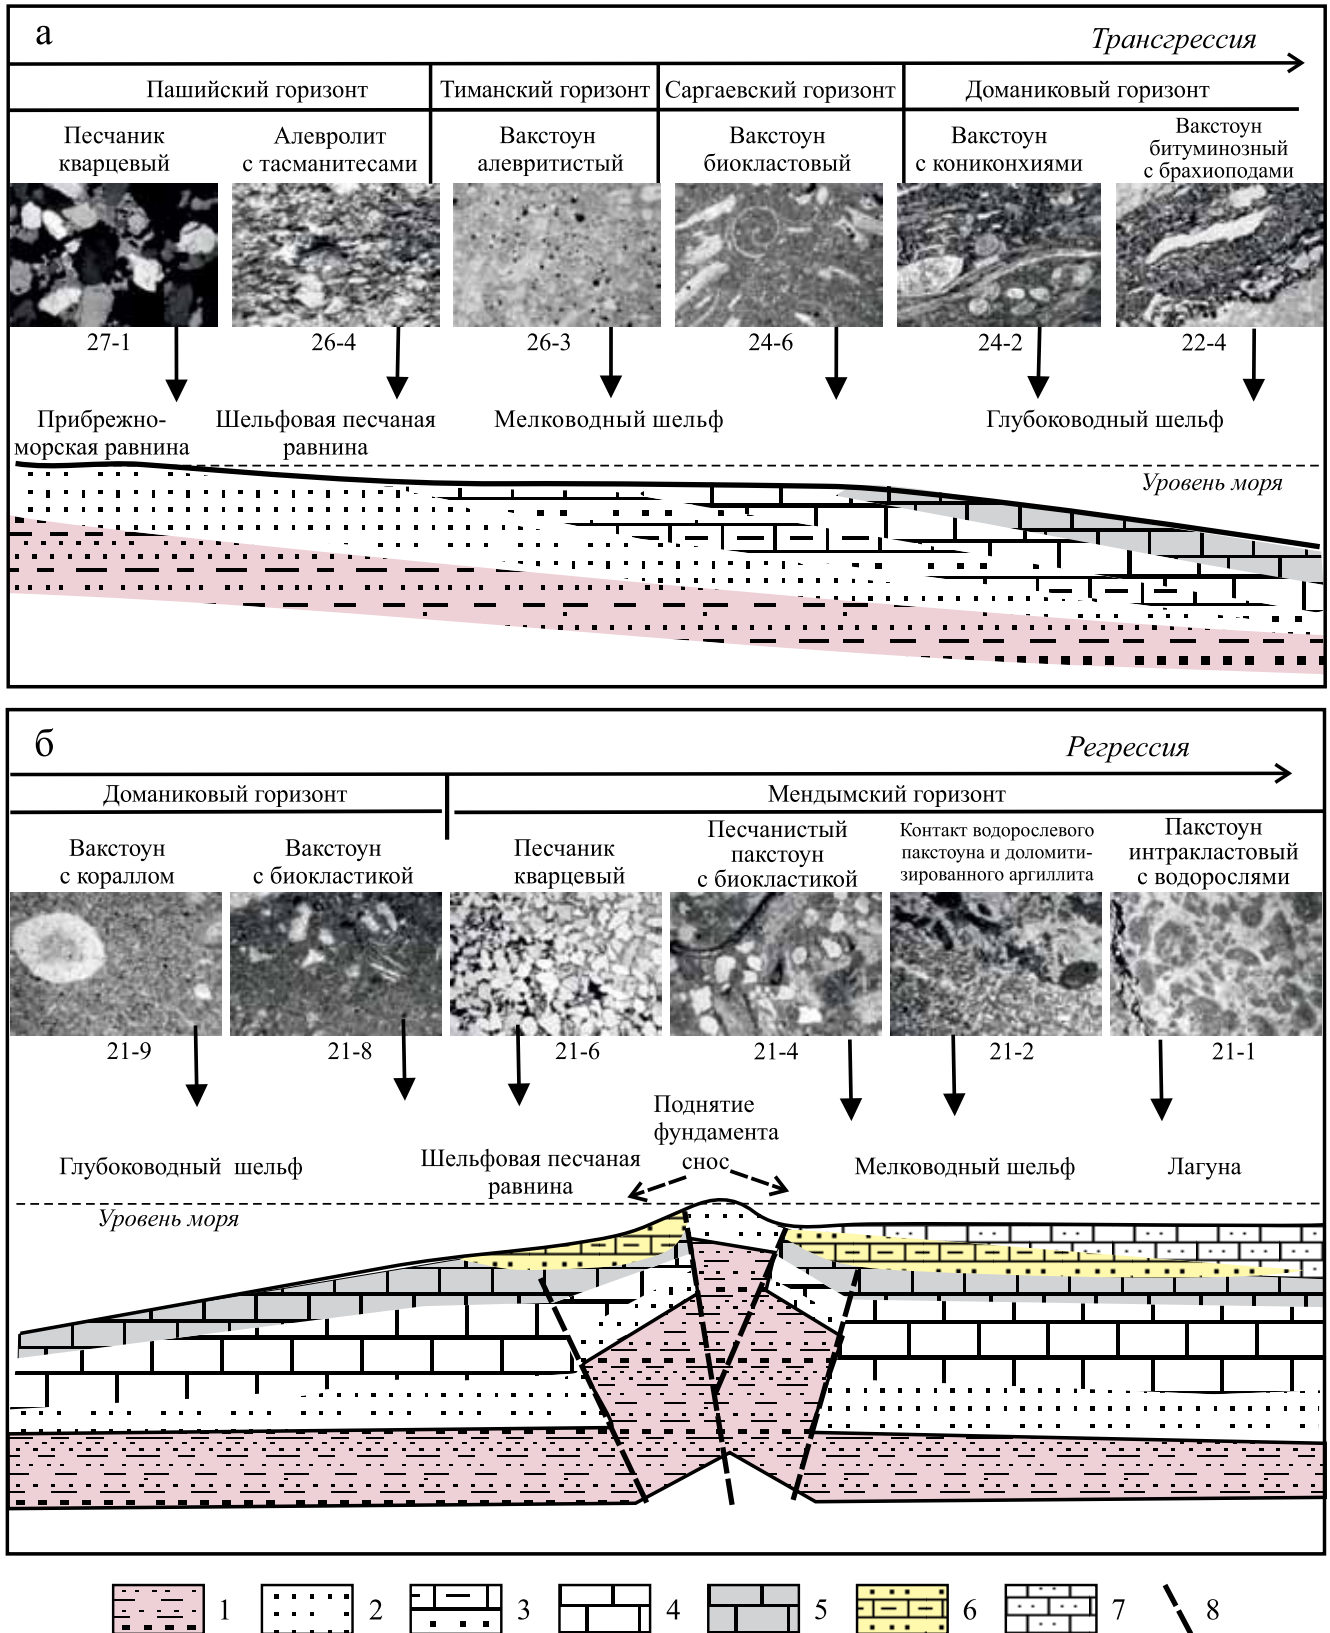 а
Трансгрессия
Пашийский горизонт
Тиманский горизонт
Саргаевский горизонт
Доманиковый горизонт
Песчаник
кварцевый
Алевролит
с тасманитесами
Вакстоун
алевритистый
Вакстоун
биокластовый
Вакстоун
с кониконхиями
Вакстоун
битуминозный
с брахиоподами
27-1
26-4
26-3
24-6
24-2
22-4
Прибрежно-
морская равнина
Шельфовая песчаная
равнина
Мелководный шельф
Глубоководный шельф
Уровень моря
б
Регрессия
Доманиковый горизонт
Мендымский горизонт
Вакстоун
с кораллом
Вакстоун
с биокластикой
Песчаник
кварцевый
Песчанистый
пакстоун
с биокластикой
Контакт водорослевого
пакстоуна и доломити-
зированного аргиллита
Пакстоун
интракластовый
с водорослями
21-9
21-8
21-6
21-4
21-2
21-1
Поднятие
фундамента
снос
Глубоководный шельф
Шельфовая песчаная
равнина
Мелководный шельф
Лагуна
Уровень моря
1
2
3
4
5
6
7
8